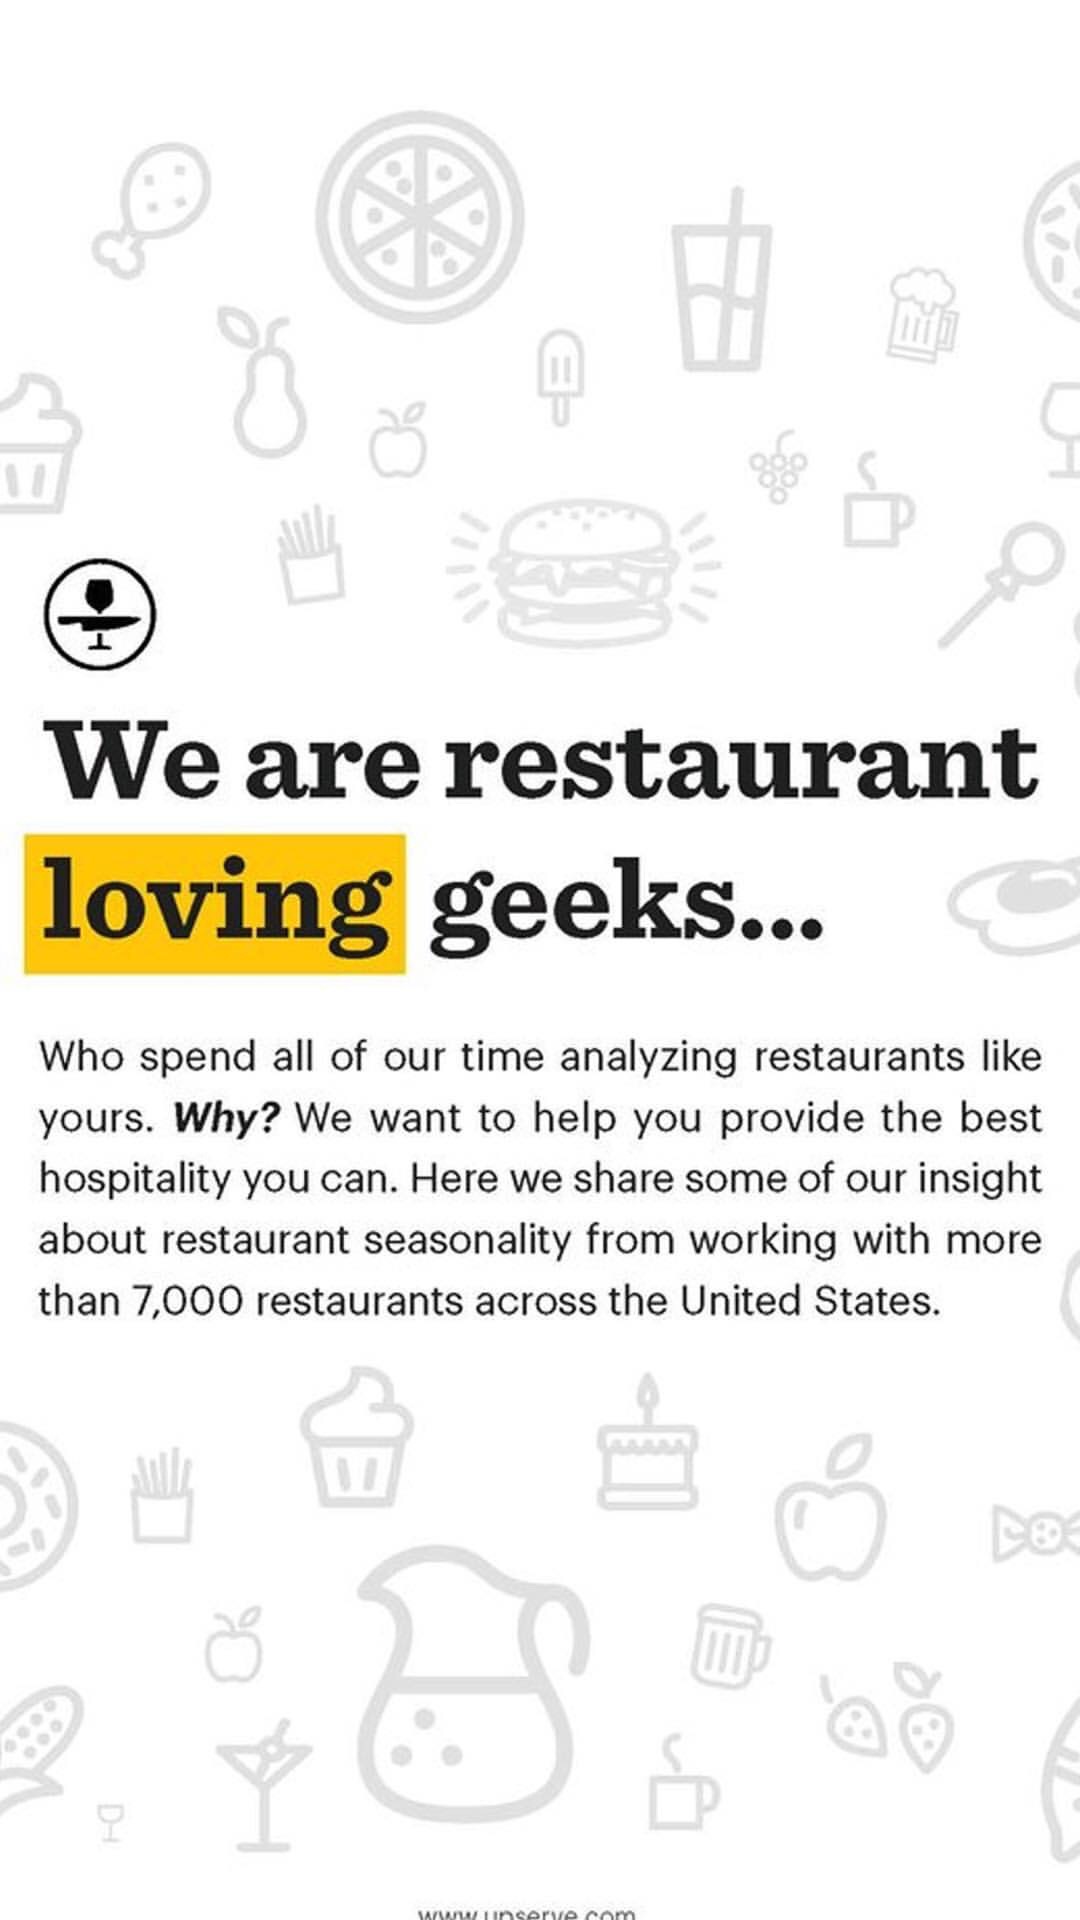 We are restaurant
loving geeks...
Who spend all of our time analyzing restaurants like
yours. Why? We want to help you provide the best
hospitality you can. Here we share some of our insight
about restaurant seasonality from working with more
than 7,000 restaurants across the United States.
www.upserve.com